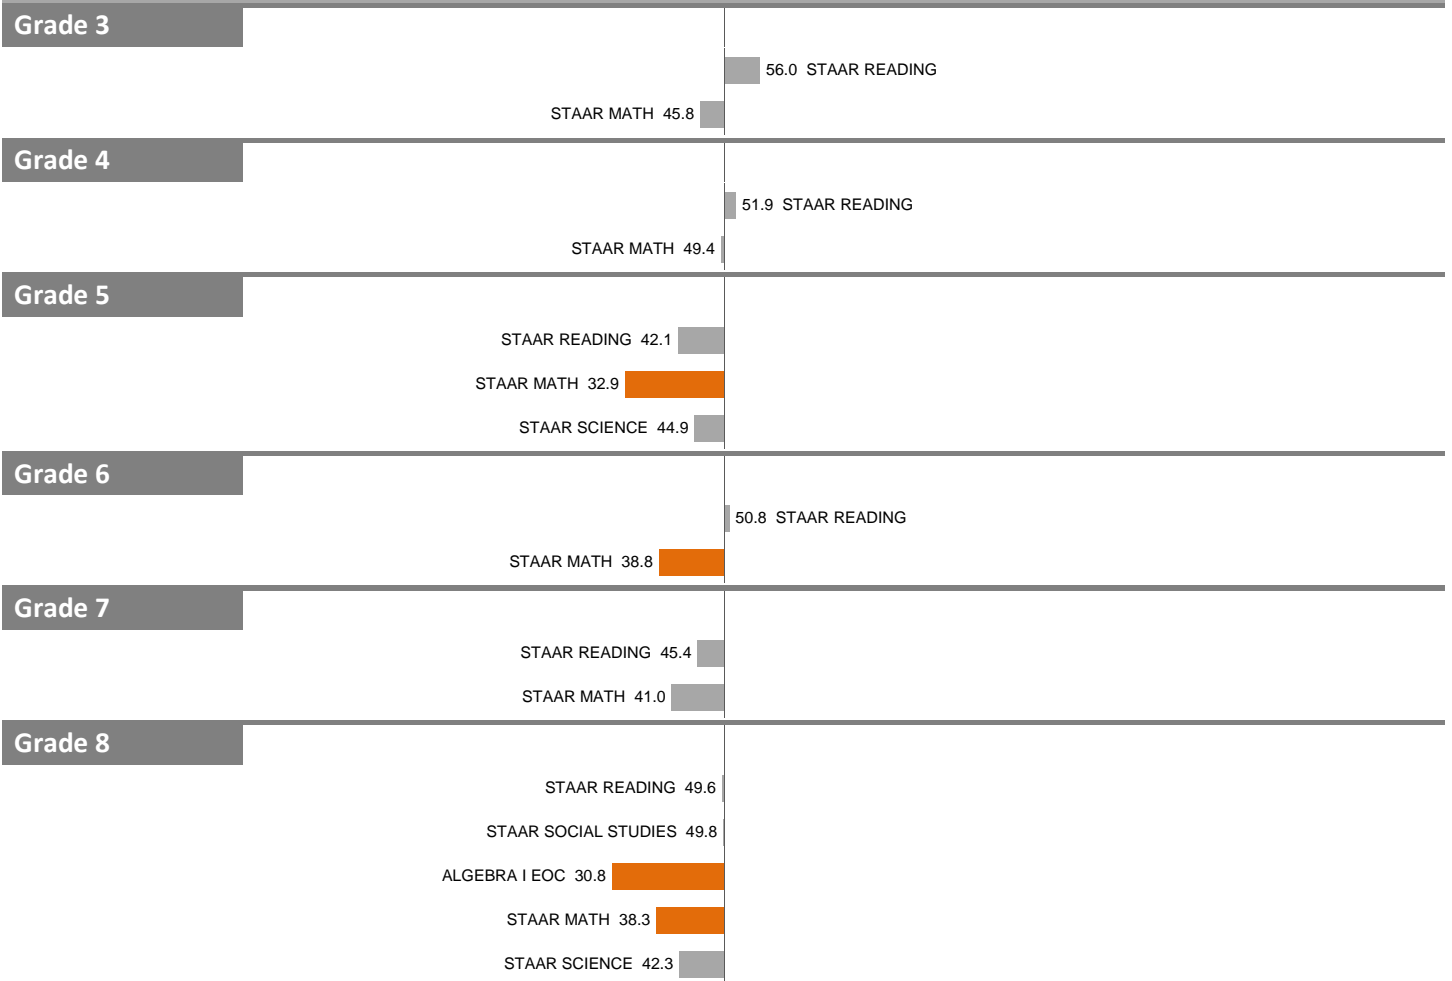 Grade 3
56.0 STAAR READING
STAAR MATH 45.8
Grade 4
51.9 STAAR READING
STAAR MATH 49.4
Grade 5
STAAR READING 42.1
STAAR MATH 32.9
STAAR SCIENCE 44.9
Grade 6
50.8 STAAR READING
STAAR MATH 38.8
Grade 7
STAAR READING 45.4
STAAR MATH 41.0
Grade 8
STAAR READING 49.6
STAAR SOCIAL STUDIES 49.8
ALGEBRA I EOC 30.8
STAAR MATH 38.3
STAAR SCIENCE 42.3